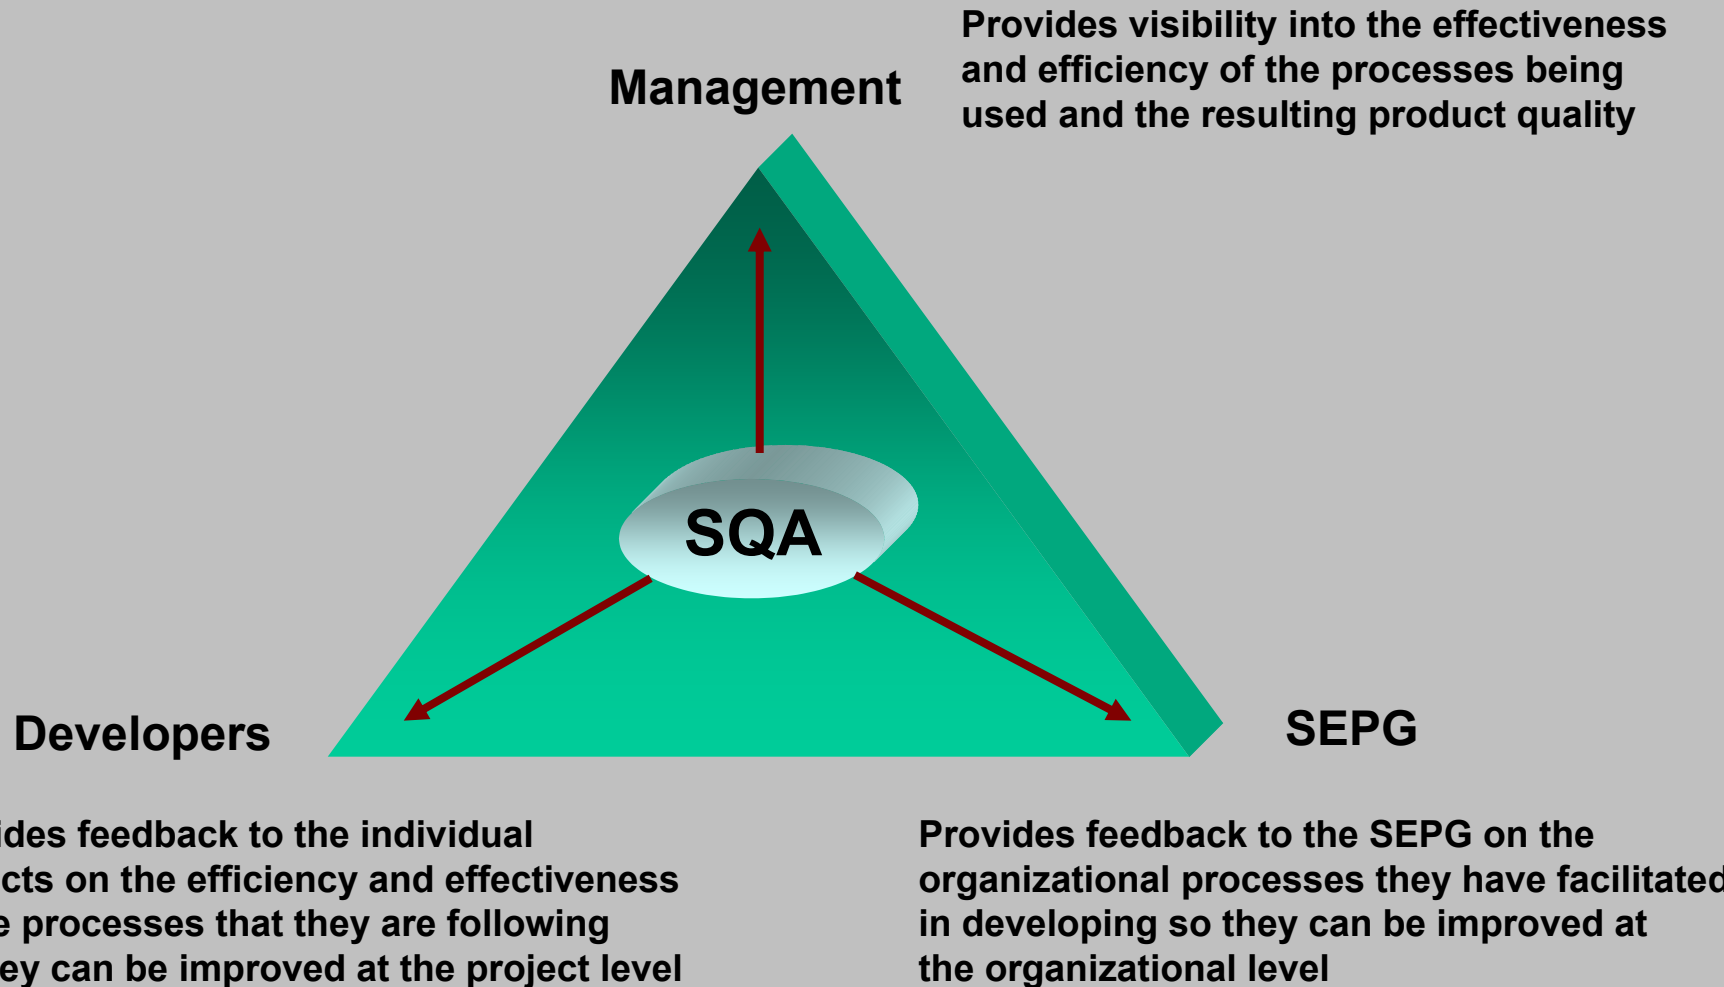 Provides visibility into the effectiveness
and efficiency of the processes being
used and the resulting product quality
Management
SQA
Developers
SEPG
ides feedback to the individual
cts on the efficiency and effectiveness
e processes that they are following
ey can be improved at the project level
Provides feedback to the SEPG on the
organizational processes they have facilitated
in developing so they can be improved at
the organizational level